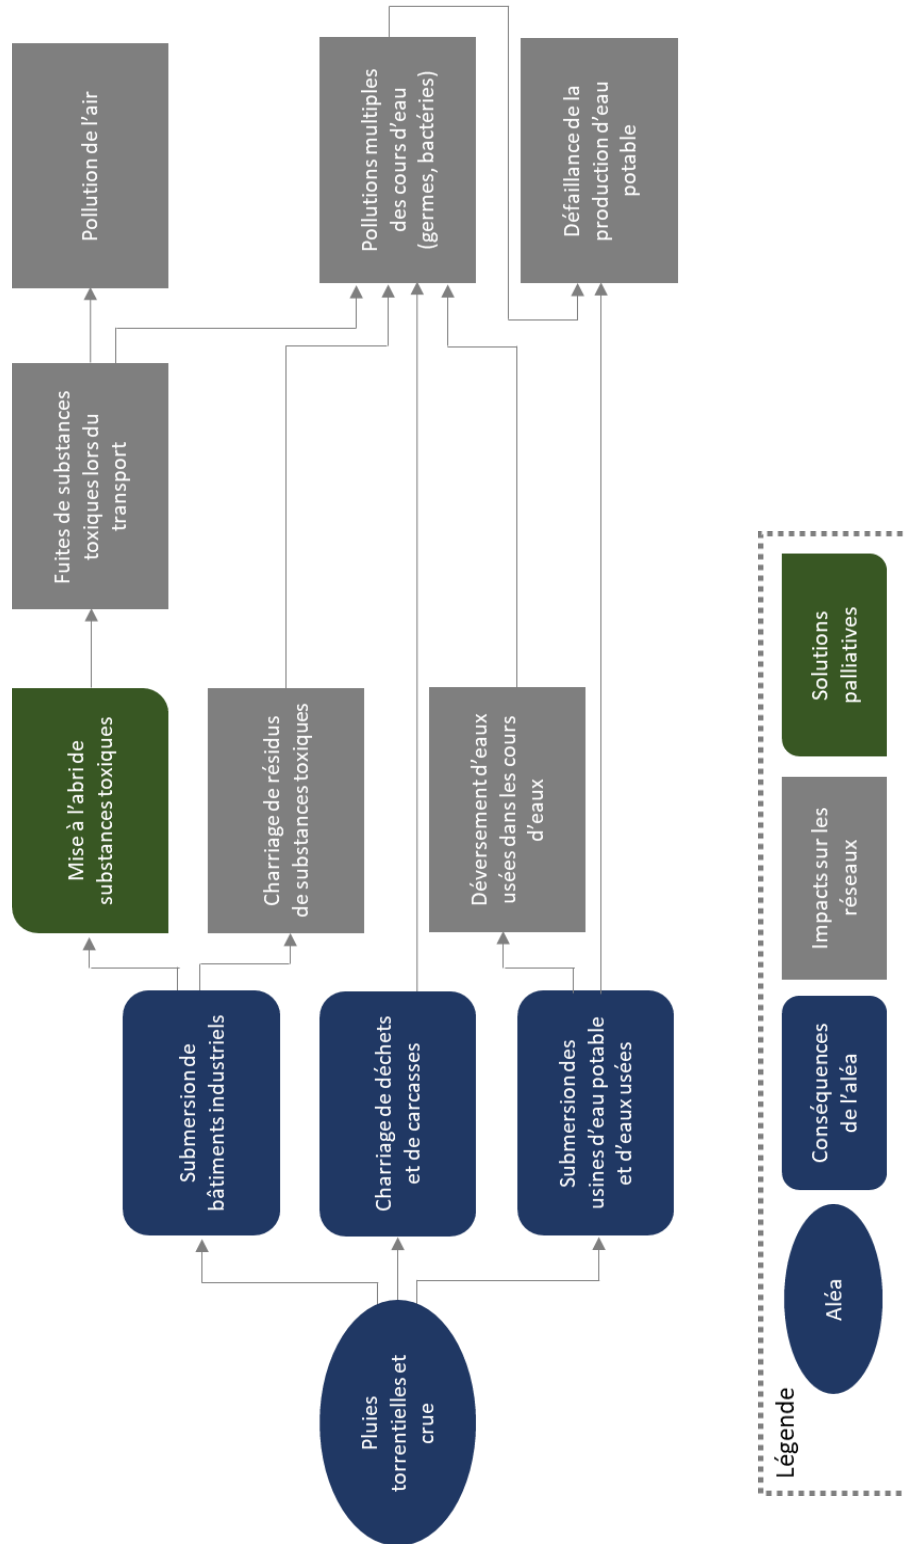 Pluies
torrentielles et
crue
Submersion de
bâtiments industriels
Charriage de déchets
et de carcasses
Submersion des
usines d'eau potable
et d'eaux usées
Mise à l'abri de
substances toxiques
Charriage de résidus
de substances toxiques
Déversement d'eaux
usées dans les cours
d'eaux
Fuites de substances
toxiques lors du
transport
Pollution de l'air
Pollutions multiples
des cours d'eau
(germes, bactéries)
Défaillance de la
production d'eau
potable
Légende
Aléa
Conséquences
de l'aléa
Impacts sur les
réseaux
Solutions
palliatives